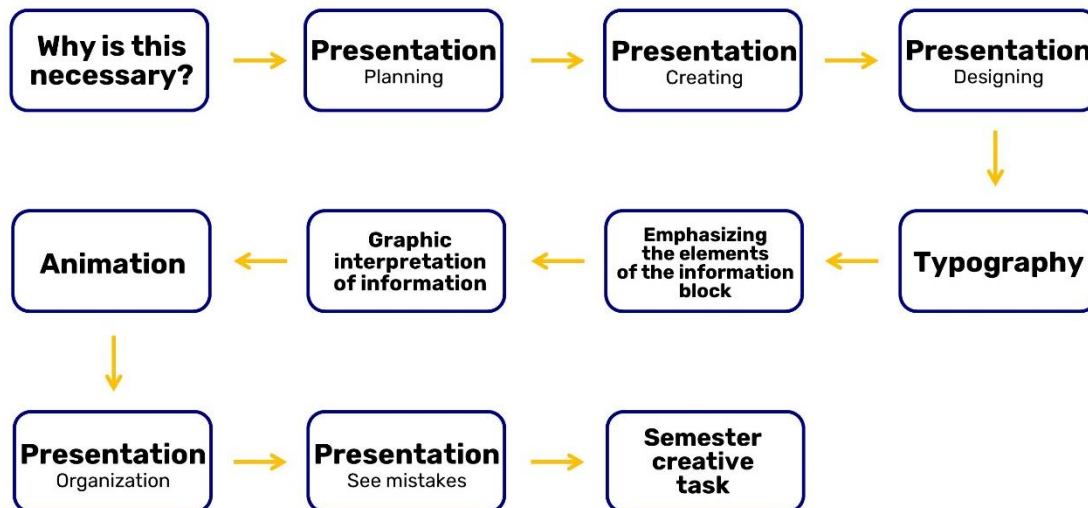 Why is this
necessary?
Presentation
Planning
Presentation
Creating
Presentation
Designing
Typography
Emphasizing
the elements
of the information
block
Graphic
interpretation
of information
Animation
Presentation
Organization
Presentation
See mistakes
Semester
creative
task